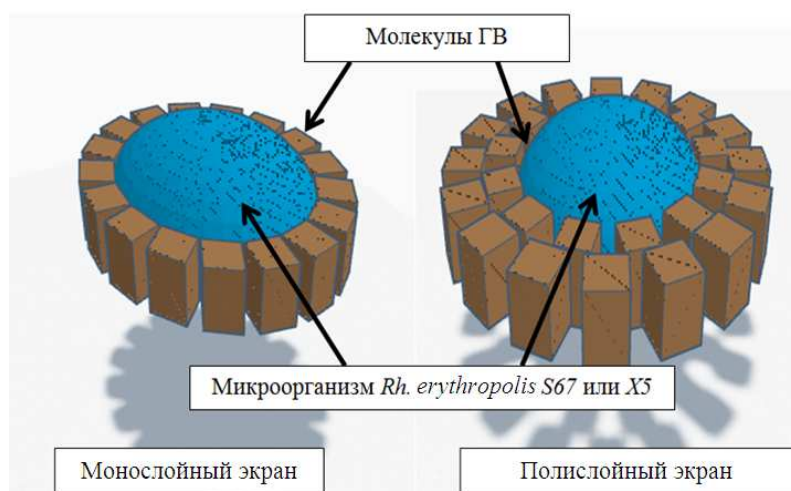 Молекулы ГВ
Микроорганизм Rh. erythropolis S67 или X5
Монослойный экран
Полислойный экран